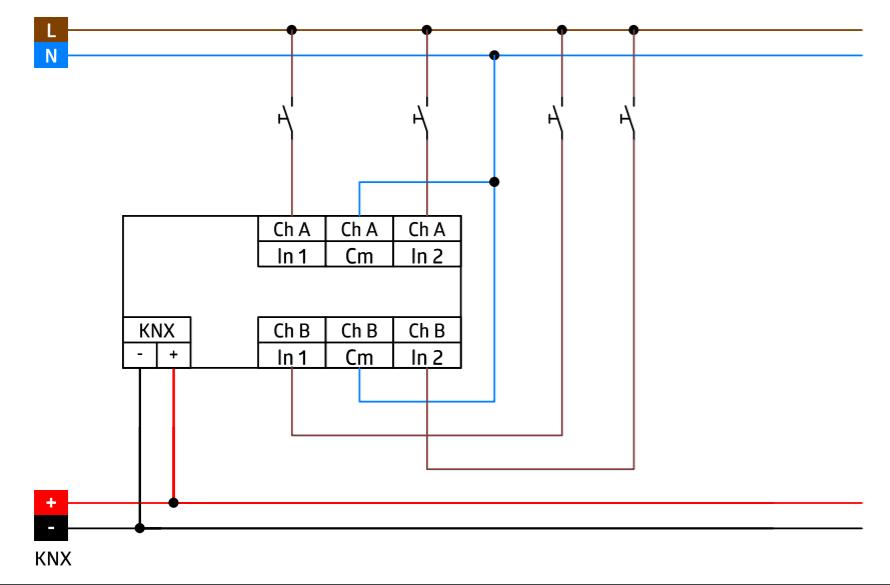 L
N
Ch A Ch A Ch A
In 1 Cm In 2
KNX Ch B Ch B Ch B
- + In 1 Cm In 2
+
-
KNX